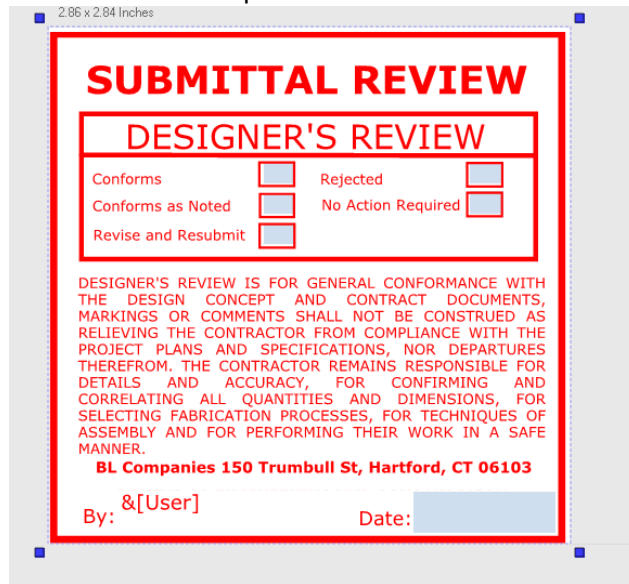 2.86 x 2.84 Inches
SUBMITTAL REVIEW
DESIGNER'S REVIEW
Conforms
Rejected
Conforms as Noted
No Action Required
Revise and Resubmit
DESIGNER'S REVIEW IS FOR GENERAL CONFORMANCE WITH
THE DESIGN CONCEPT AND CONTRACT DOCUMENTS,
MARKINGS OR COMMENTS SHALL NOT BE CONSTRUED AS
RELIEVING THE CONTRACTOR FROM COMPLIANCE WITH THE
PROJECT PLANS AND SPECIFICATIONS, NOR DEPARTURES
THEREFROM. THE CONTRACTOR REMAINS RESPONSIBLE FOR
DETAILS AND ACCURACY, FOR CONFIRMING AND
CORRELATING ALL QUANTITIES AND DIMENSIONS, FOR
SELECTING FABRICATION PROCESSES, FOR TECHNIQUES OF
ASSEMBLY AND FOR PERFORMING THEIR WORK IN A SAFE
MANNER.
BL Companies 150 Trumbull St, Hartford, CT 06103
By: &[User]
Date: